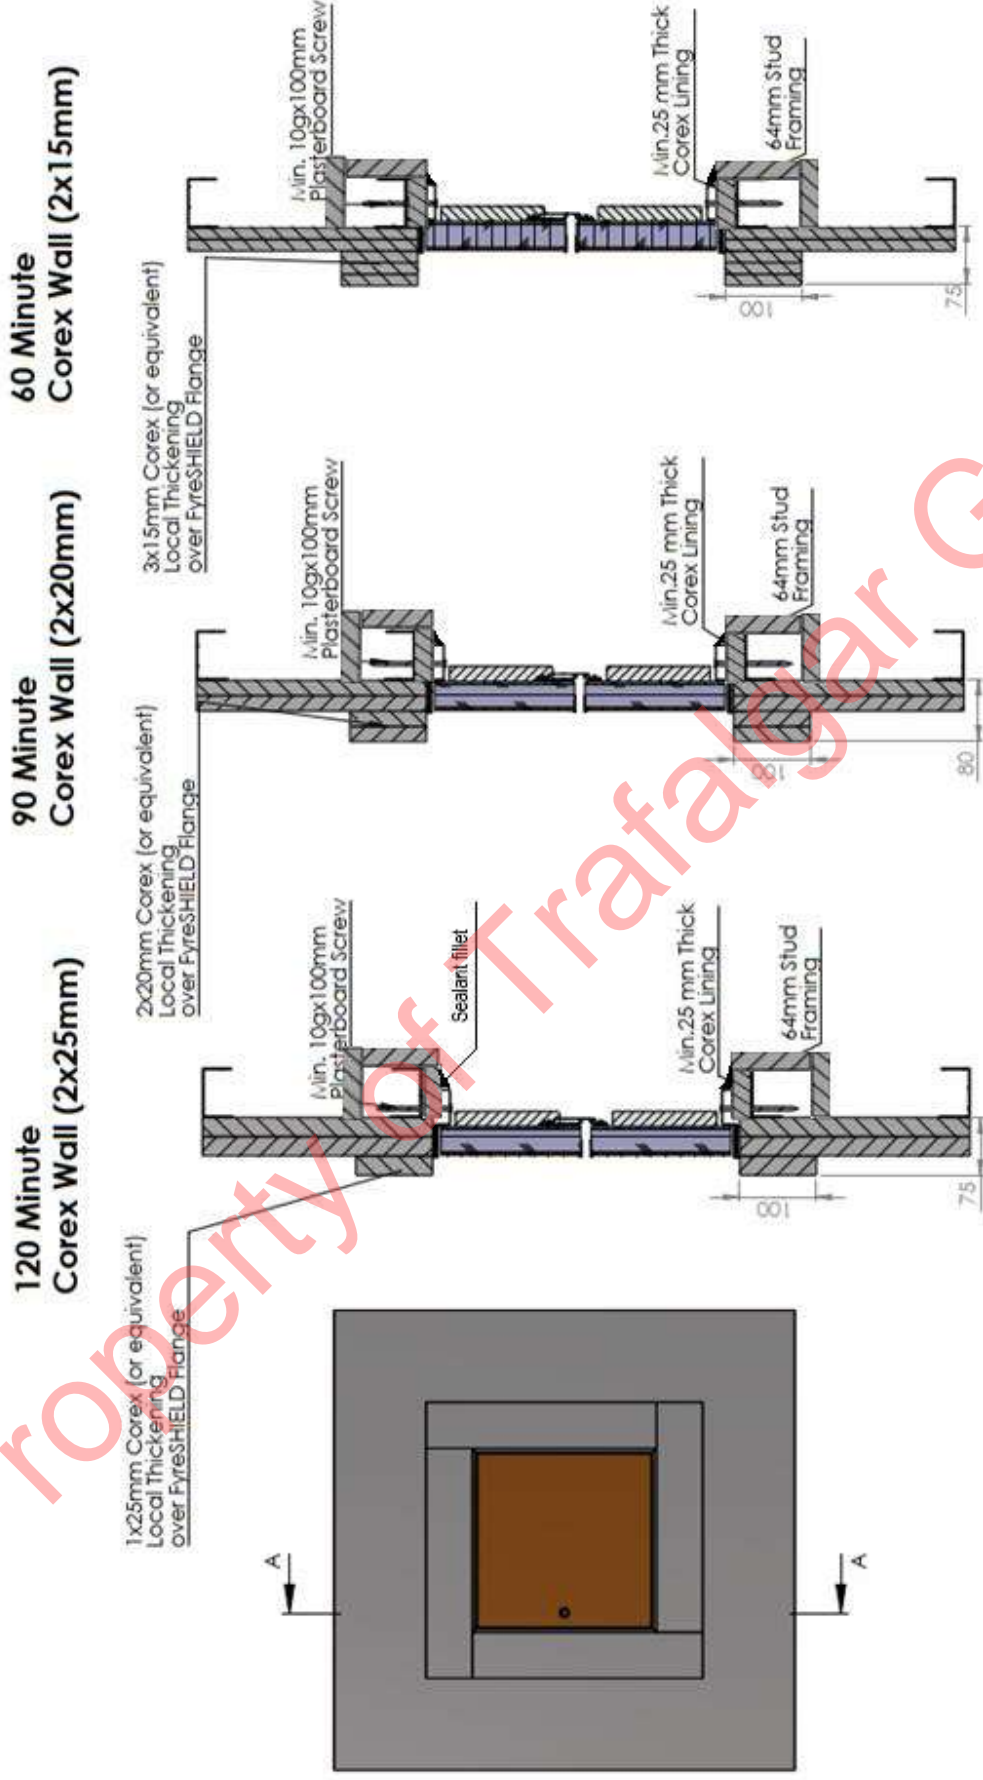 120 Minute
Corex Wall (2x25mm)
1x25mm Corex (or equivalent)
Local Thickening
over FyreSHIELD Flange
Min. 10gx100mm
Plasterboard Screw
Sealant fillet
Min.25 mm Thick
Corex Lining
64mm Stud
Framing
100
75
A
A
90 Minute
Corex Wall (2x20mm)
2x20mm Corex (or equivalent)
Local Thickening
over FyreSHIELD Flange
Min. 10gx100mm
Plasterboard Screw
Min.25 mm Thick
Corex Lining
64mm Stud
Framing
100
80
60 Minute
Corex Wall (2x15mm)
3x15mm Corex (or equivalent)
Local Thickening
over FyreSHIELD Flange
Min. 10gx100mm
Plasterboard Screw
Min.25 mm Thick
Corex Lining
64mm Stud
Framing
100
75
roperty of Trafalgar G